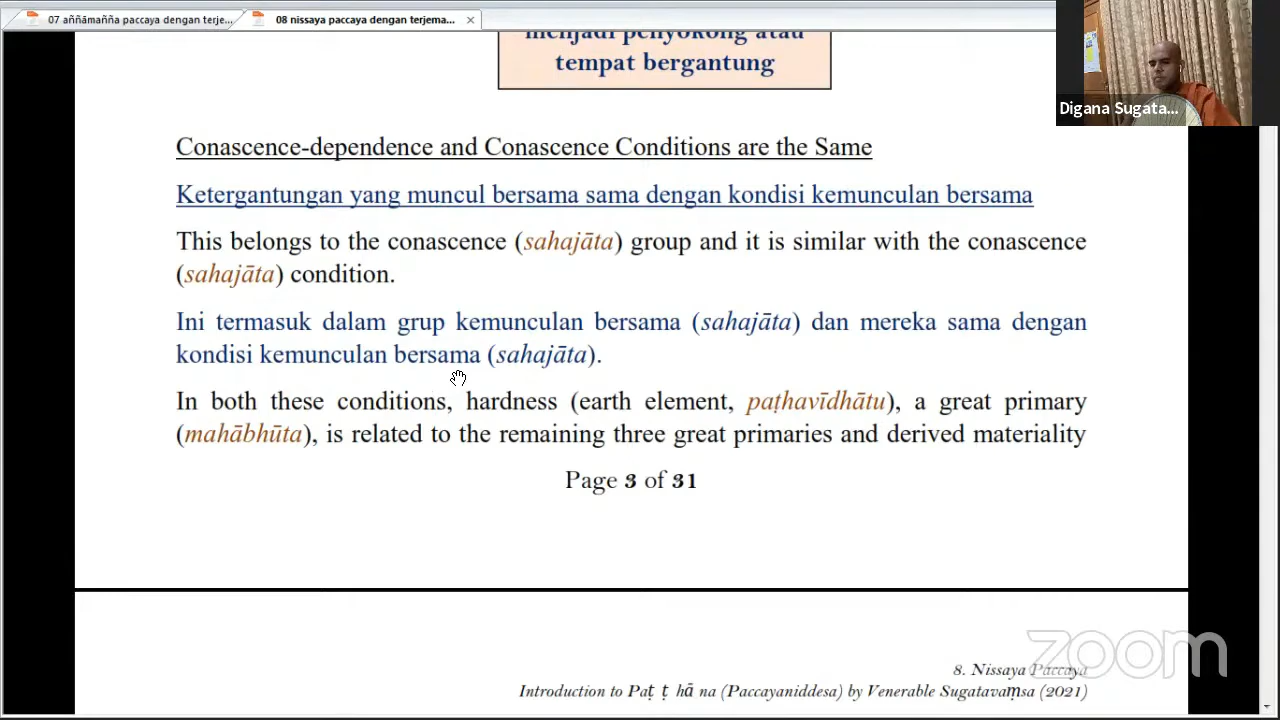 07 aññāmañña paccaya dengan terje...
08 nissaya paccaya dengan terjema...
menjadi penyokong atau
tempat bergantung
Digana Sugata...
Conascence-dependence and Conascence Conditions are the Same
Ketergantungan yang muncul bersama sama dengan kondisi kemunculan bersama
This belongs to the conascence (sahajāta) group and it is similar with the conascence
(sahajāta) condition.
Ini termasuk dalam grup kemunculan bersama (sahajāta) dan mereka sama dengan
kondisi kemunculan bersama (sahajāta).
In both these conditions, hardness (earth element, paṭhavīdhātu), a great primary
(mahābhūta), is related to the remaining three great primaries and derived materiality
Page 3 of 31
zoom
8. Nissaya Paccaya
Introduction to Paṭ ṭ hā na (Paccayaniddesa) by Venerable Sugatavaṃsa (2021)